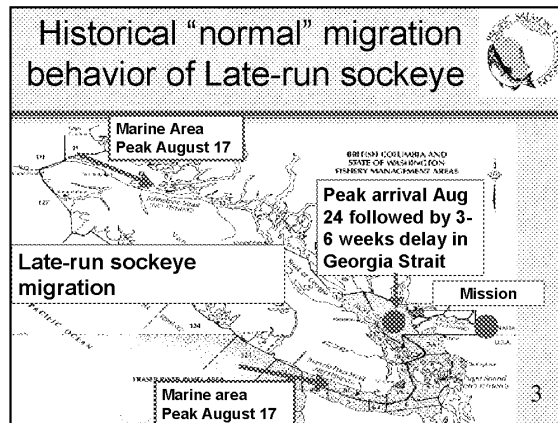 Historical “normal” migration
behavior of Late-run sockeye
Marine Area
Peak August 17
BRITISH COLUMBIA AND
STATE OF WASHINGTON
FISHERY MANAGEMENT AREAS
Peak arrival Aug
24 followed by 3-
6 weeks delay in
Georgia Strait
Late-run sockeye
migration
Mission
PACIFIC OCEAN
Marine area
Peak August 17
3